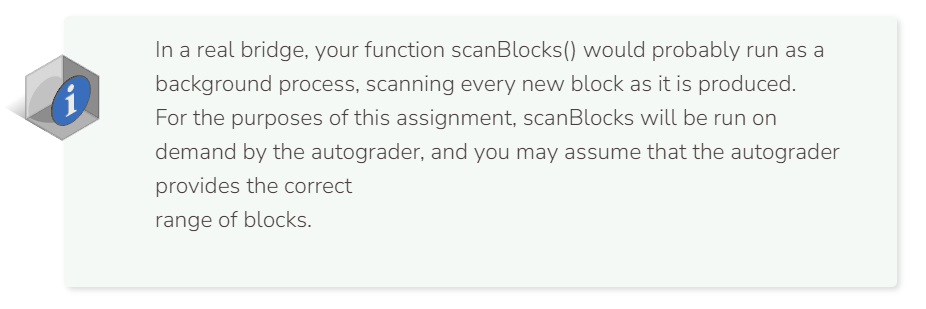 In a real bridge, your function scanBlocks() would probably run as a
background process, scanning every new block as it is produced.
For the purposes of this assignment, scanBlocks will be run on
demand by the autograder, and you may assume that the autograder
provides the correct
range of blocks.